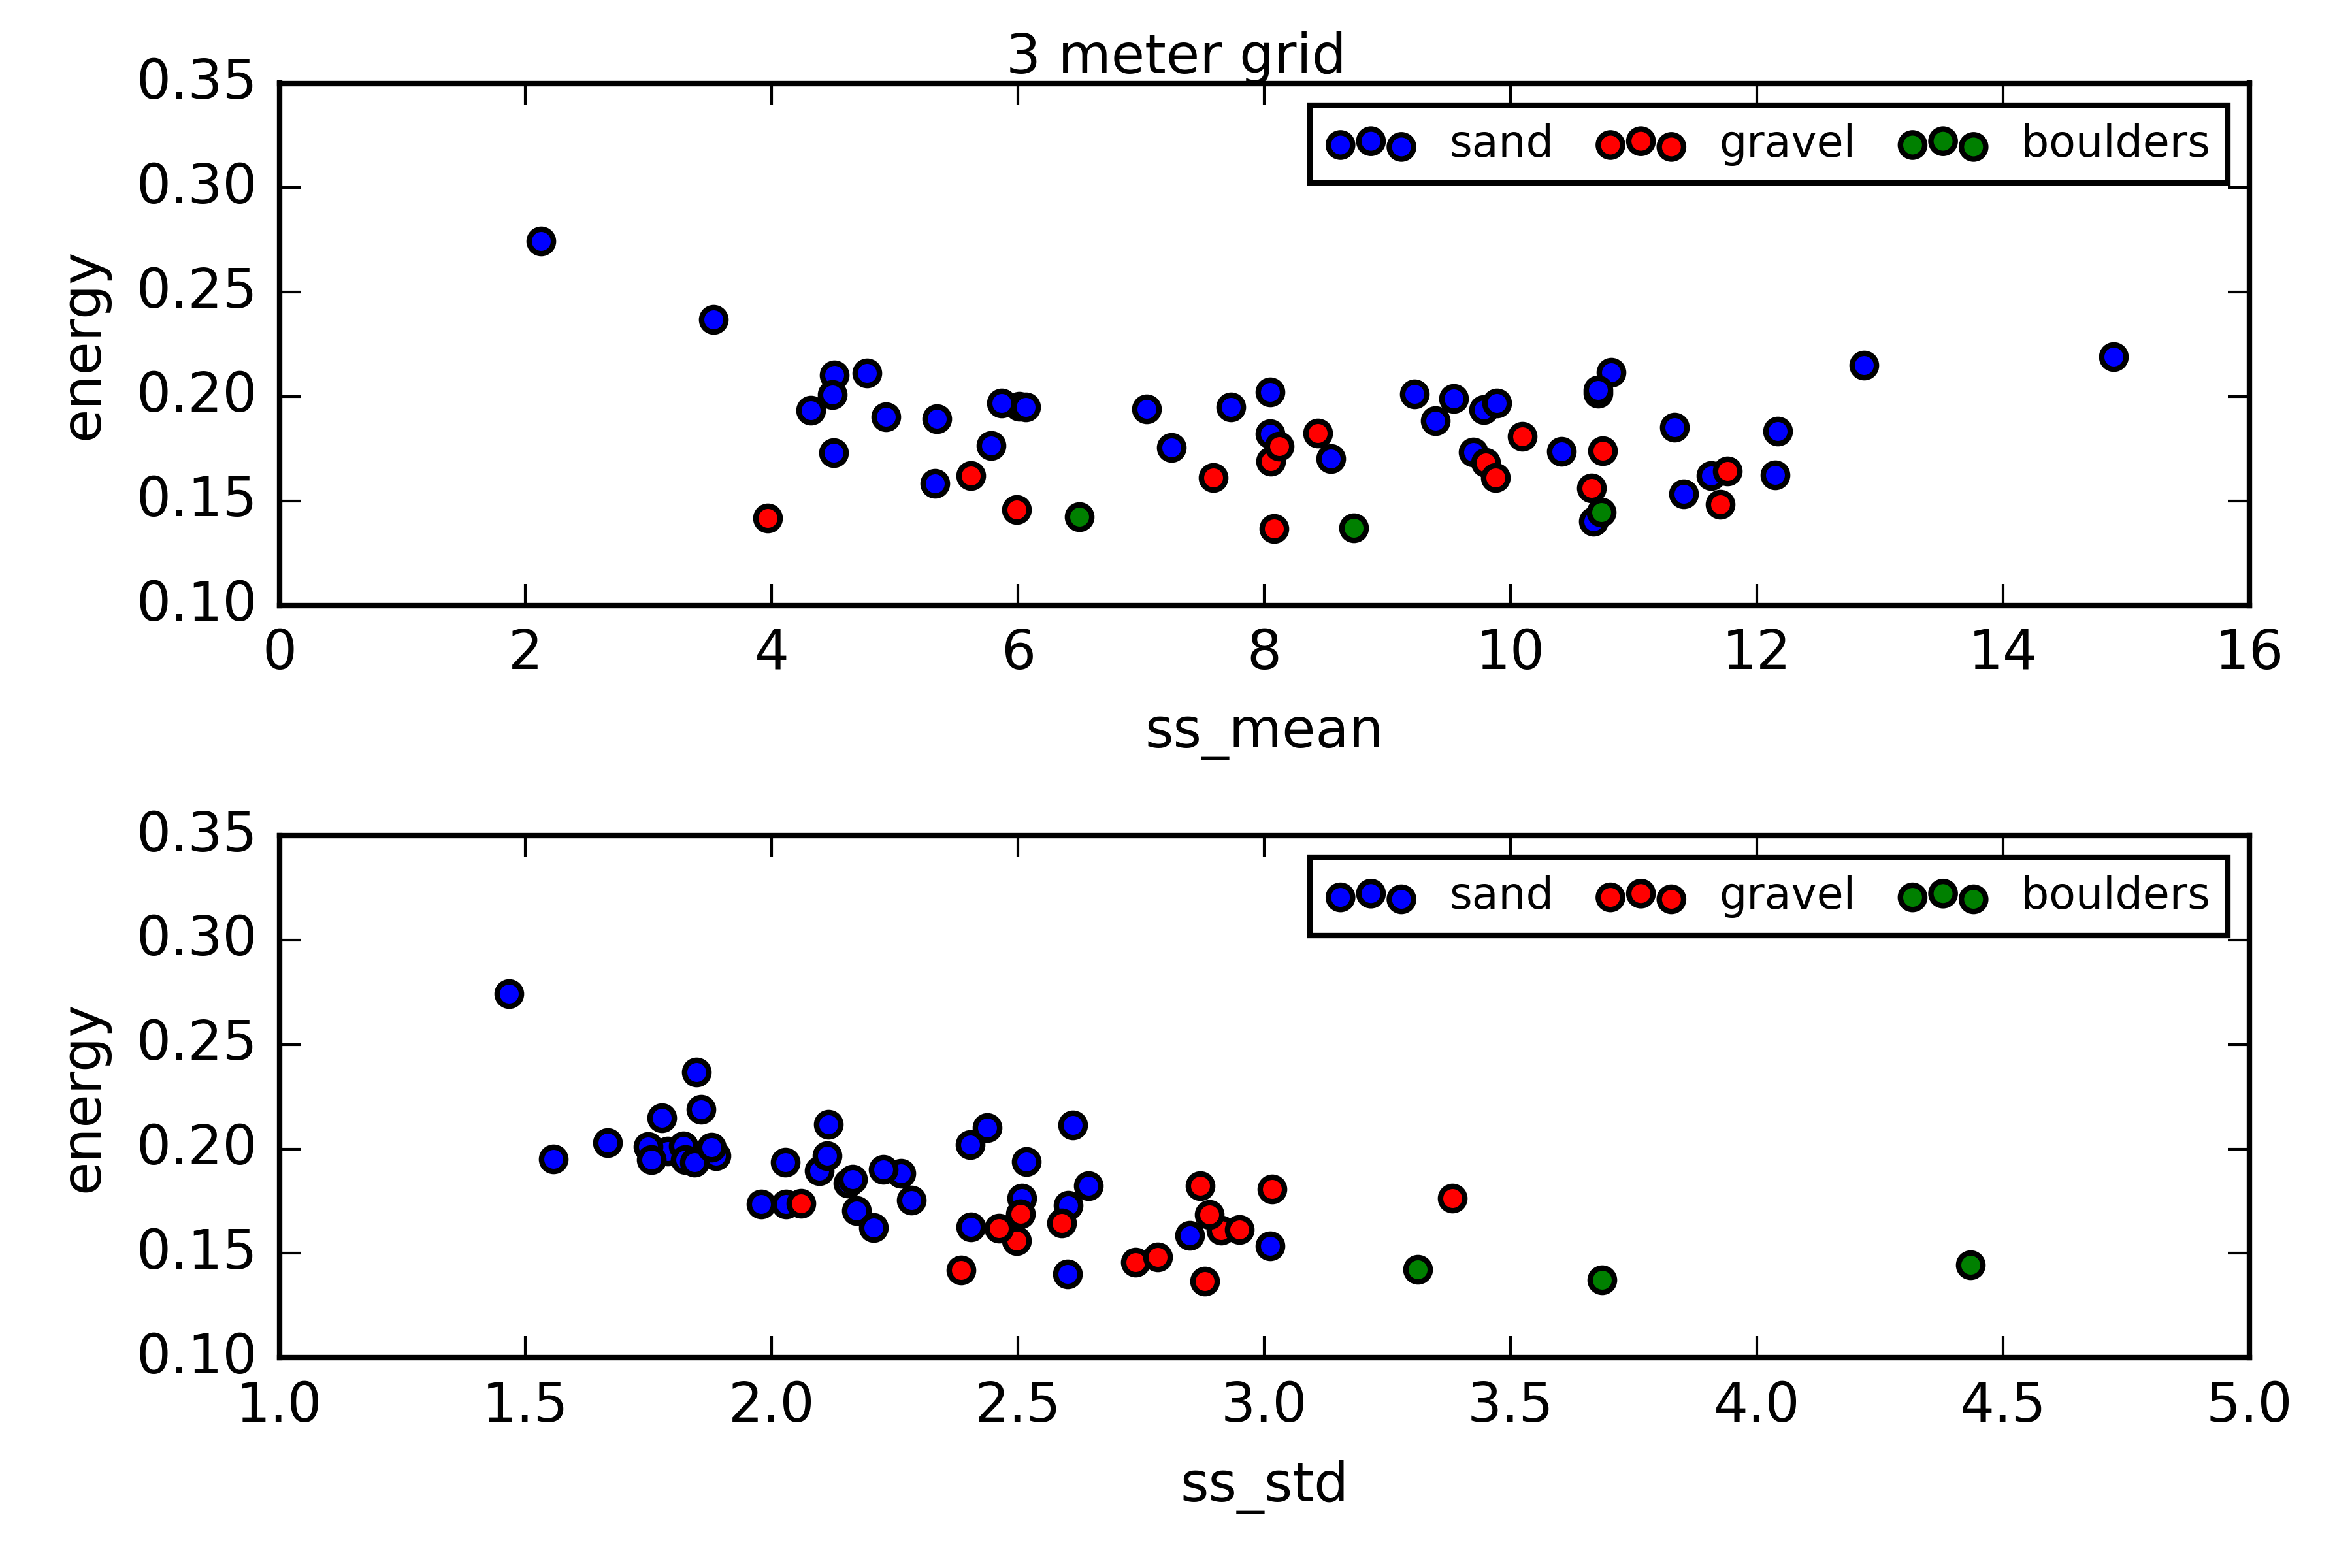 3 meter grid
0.35
0.30
0.25
0.20
0.15
0.10
energy
sand gravel boulders
0 2 4 6 8 10 12 14 16
ss_mean
0.35
0.30
0.25
0.20
0.15
0.10
energy
sand gravel boulders
1.0 1.5 2.0 2.5 3.0 3.5 4.0 4.5 5.0
ss_std